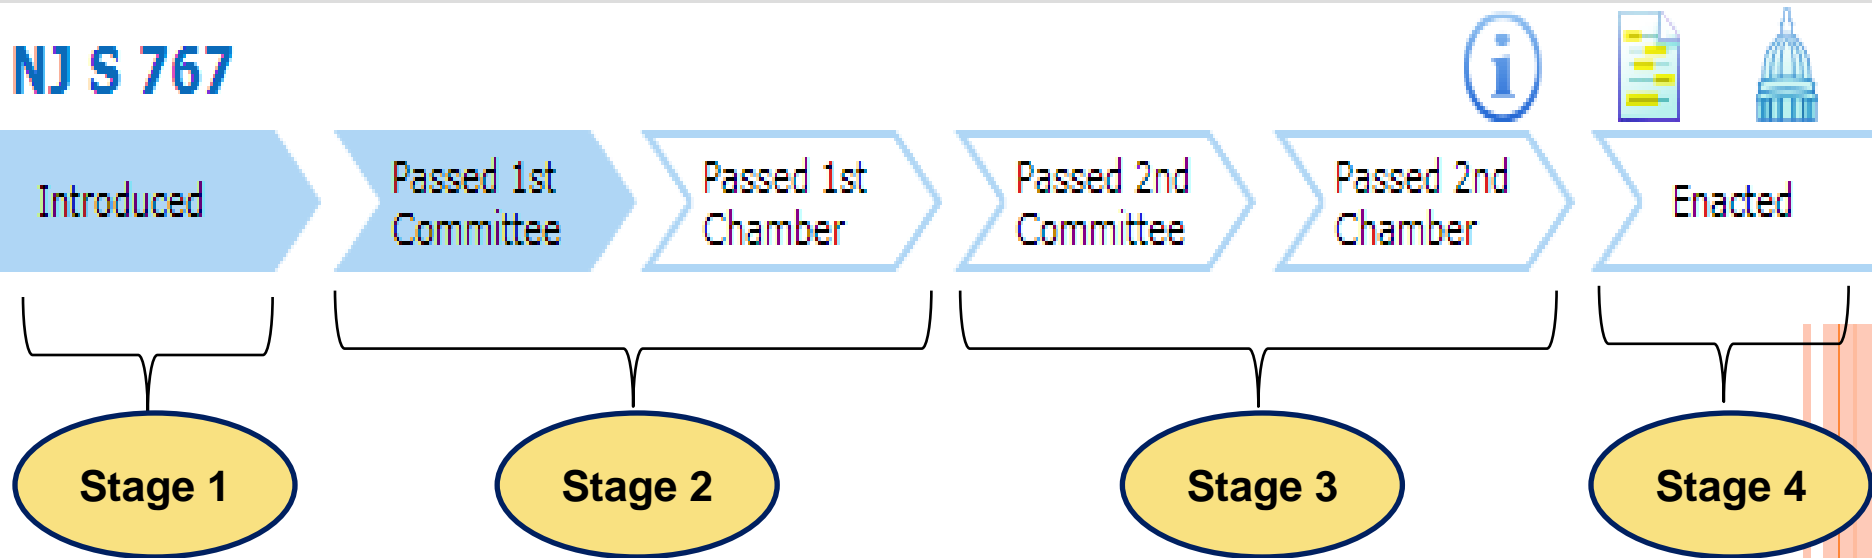 NJ S 767
i
Introduced
Passed 1st
Committee
Passed 1st
Chamber
Passed 2nd
Committee
Passed 2nd
Chamber
Enacted
Stage 1
Stage 2
Stage 3
Stage 4